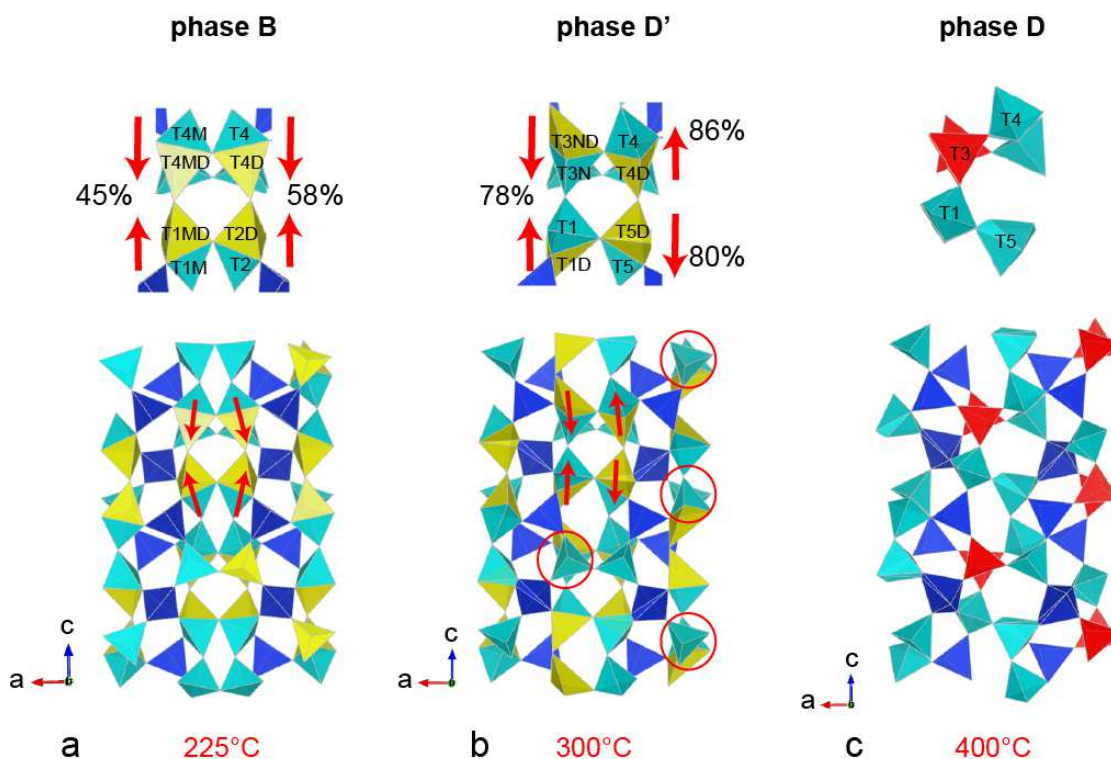 phase B
phase D’
phase D
T4M
T4
T4MD
T4D
45%
58%
T1MD
T2D
T1M
T2
T3ND
T4
T3N
T4D
86%
78%
T1
T5D
T1D
T5
80%
T4
T3
T1
T5
c
a
c
a
c
a
a
225°C
b
300°C
c
400°C